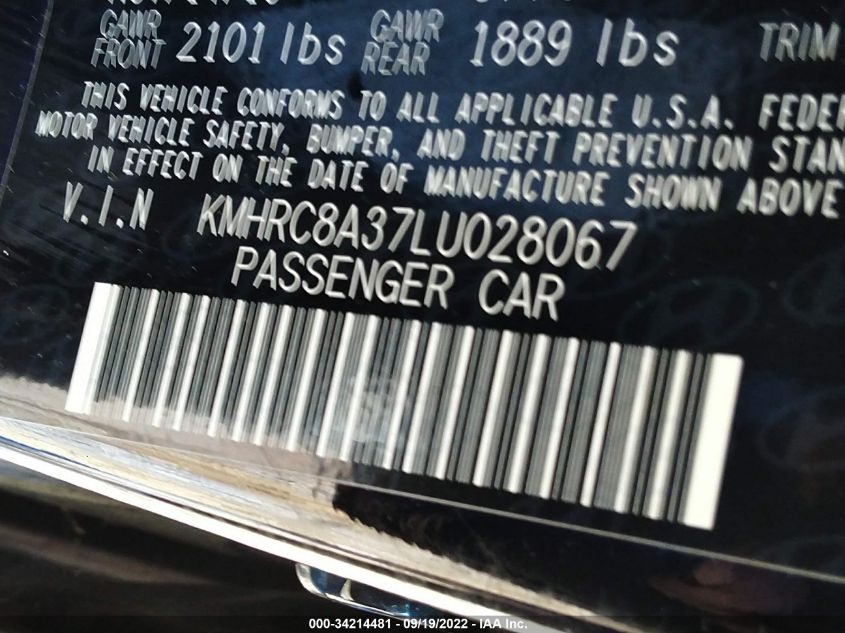 GAWR FRONT 2101 lbs GAWR REAR 1889 lbs TRIM
THIS VEHICLE CONFORMS TO ALL APPLICABLE U.S.A. FEDER
MOTOR VEHICLE SAFETY, BUMPER, AND THEFT PREVENTION STAN
IN EFFECT ON THE DATE OF MANUFACTURE SHOWN ABOVE
V.I.N KMHRC8A37LU028067
PASSENGER CAR
000-34214481 - 09/19/2022 - IAA Inc.